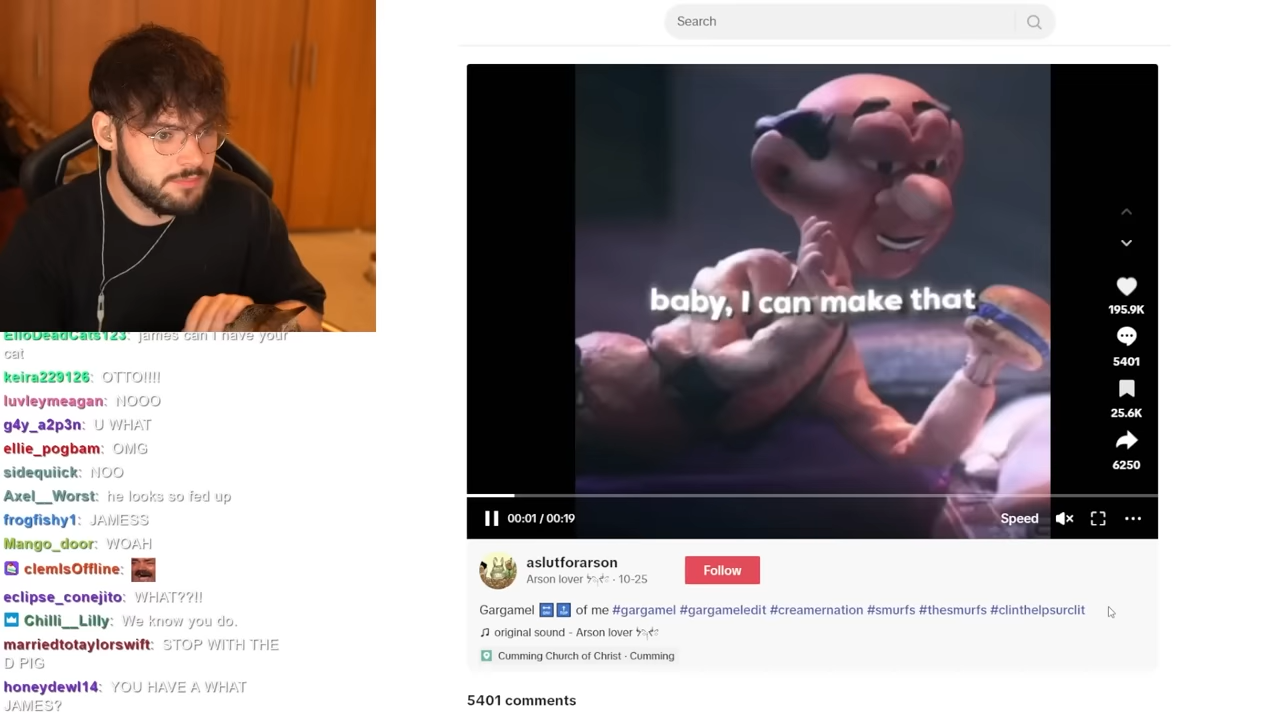 Search
baby, I can make that
195.9K
5401
25.6K
6250
00:01 / 00:19
Speed
aslutforarson
Follow
Arson lover · 10-25
Gargamel of me #gargamel #gargameledit #creamernation #smurfs #thesmurfs #clinthelpsurclit
♫ original sound - Arson lover
Cumming Church of Christ · Cumming
5401 comments
ElloDeadCats123: james can I have your
cat
keira229126: OTTO!!!!
luvleymeagan: NOOO
g4y_a2p3n: U WHAT
ellie_pogbam: OMG
sidequiick: NOO
Axel__Worst: he looks so fed up
frogfishy1: JAMESS
Mango_door: WOAH
clemIsOffline:
eclipse_conejito: WHAT??!!
Chilli__Lilly: We know you do.
marriedtotaylorswift: STOP WITH THE
D PIG
honeydewl14: YOU HAVE A WHAT
JAMES?